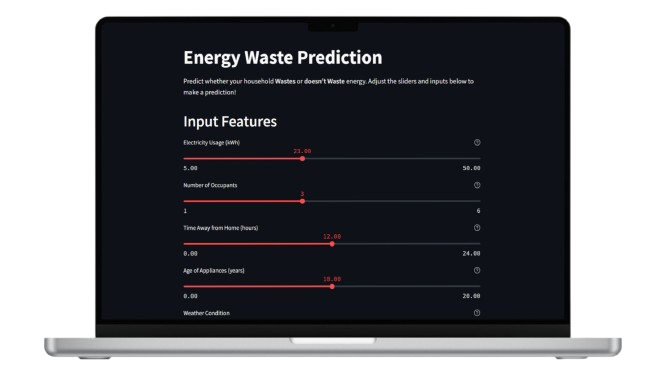 Energy Waste Prediction
Predict whether your household Wastes or doesn't Waste energy. Adjust the sliders and inputs below to
make a prediction!
Input Features
Electricity Usage (kWh)
23.00
5.00 50.00
Number of Occupants
3
1 6
Time Away from Home (hours)
12.00
0.00 24.00
Age of Appliances (years)
10.00
0.00 20.00
Weather Condition